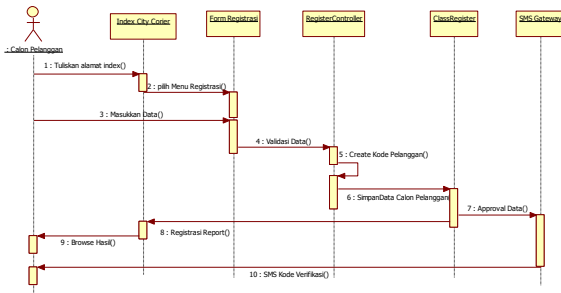 Index City Corier
Form Registrasi
RegisterController
ClassRegister
SMS Gateway
: Calon Pelanggan
1 : Tuliskan alamat index()
2 : pilih Menu Registrasi()
3 : Masukkan Data()
4 : Validasi Data()
5 : Create Kode Pelanggan()
6 : SimpanData Calon Pelanggan
7 : Approval Data()
8 : Registrasi Report()
9 : Browse Hasil()
10 : SMS Kode Verifikasi()